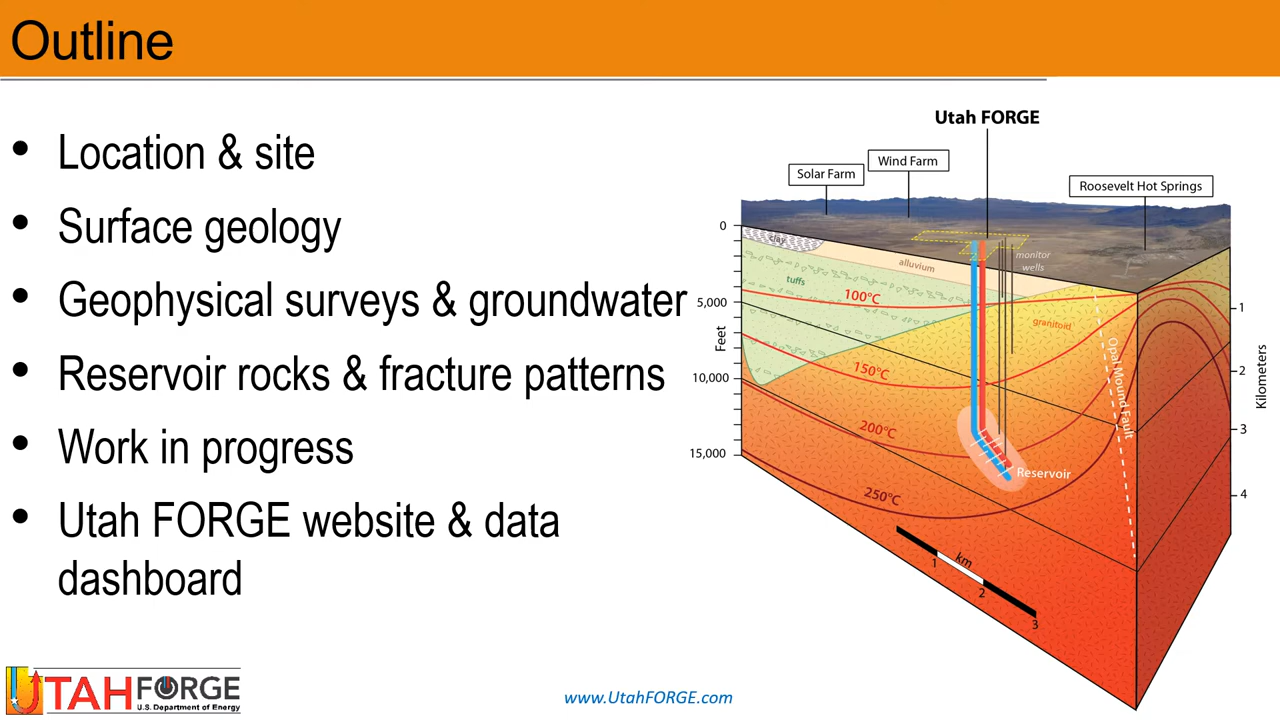 Outline
• Location & site
• Surface geology
• Geophysical surveys & groundwater
• Reservoir rocks & fracture patterns
• Work in progress
• Utah FORGE website & data
dashboard
Utah FORGE
Wind Farm
Solar Farm
Roosevelt Hot Springs
0
5,000
10,000
15,000
Feet
clay
alluvium
tuffs
monitor
wells
granitoid
100°C
150°C
200°C
250°C
Opal Mound Fault
Reservoir
1
2
3
4
Kilometers
km
1
2
3
UTAH FORGE
U.S. Department of Energy
www.UtahFORGE.com